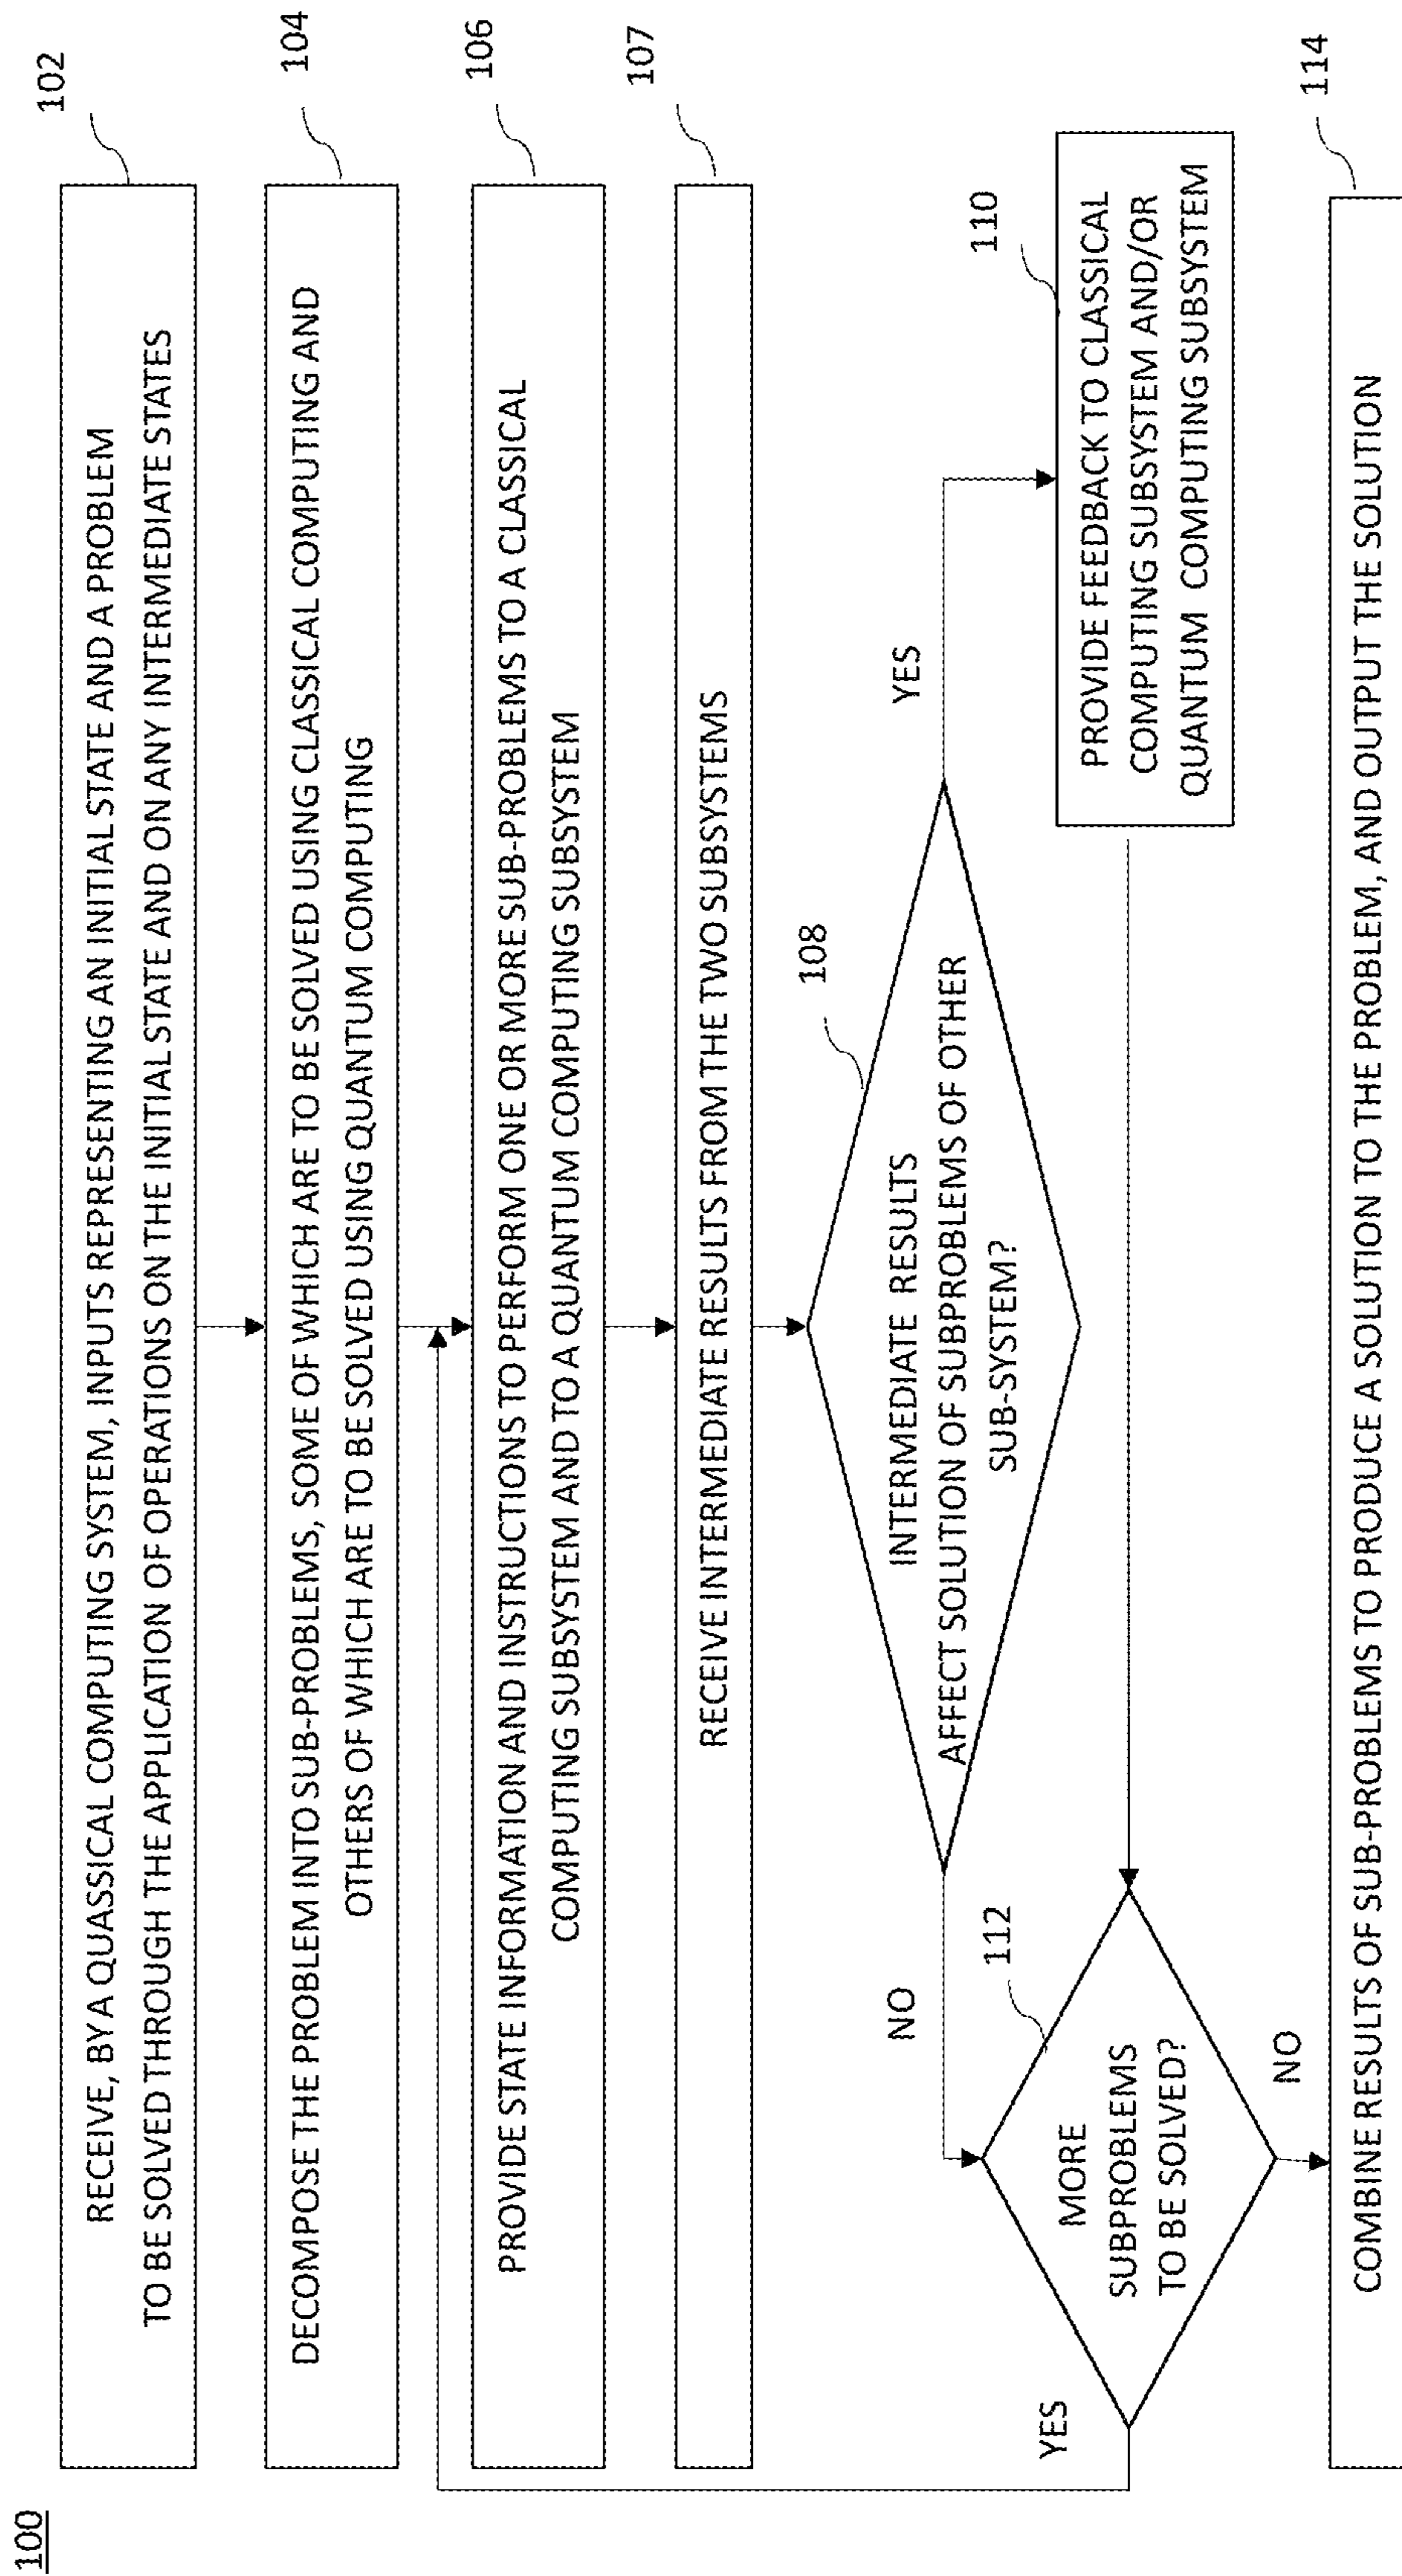 100
102
RECEIVE, BY A QUASSICAL COMPUTING SYSTEM, INPUTS REPRESENTING AN INITIAL STATE AND A PROBLEM
TO BE SOLVED THROUGH THE APPLICATION OF OPERATIONS ON THE INITIAL STATE AND ON ANY INTERMEDIATE STATES
104
DECOMPOSE THE PROBLEM INTO SUB-PROBLEMS, SOME OF WHICH ARE TO BE SOLVED USING CLASSICAL COMPUTING AND
OTHERS OF WHICH ARE TO BE SOLVED USING QUANTUM COMPUTING
106
PROVIDE STATE INFORMATION AND INSTRUCTIONS TO PERFORM ONE OR MORE SUB-PROBLEMS TO A CLASSICAL
COMPUTING SUBSYSTEM AND TO A QUANTUM COMPUTING SUBSYSTEM
107
RECEIVE INTERMEDIATE RESULTS FROM THE TWO SUBSYSTEMS
108
INTERMEDIATE RESULTS
AFFECT SOLUTION OF SUBPROBLEMS OF OTHER
SUB-SYSTEM?
NO
YES
110
PROVIDE FEEDBACK TO CLASSICAL
COMPUTING SUBSYSTEM AND/OR
QUANTUM COMPUTING SUBSYSTEM
112
MORE
SUBPROBLEMS
TO BE SOLVED?
YES
NO
114
COMBINE RESULTS OF SUB-PROBLEMS TO PRODUCE A SOLUTION TO THE PROBLEM, AND OUTPUT THE SOLUTION